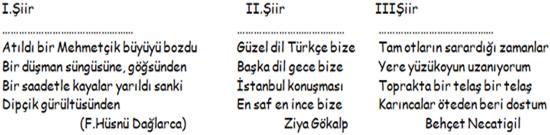 I.Şiir
……………………………………………
Atıldı bir Mehmetçik büyüyü bozdu
Bir düşman süngüsüne, göğsünden
Bir saadetle kayalar yarıldı sanki
Dipçik gürültüsünden
(F.Hüsnü Dağlarca)
II.Şiir
……………………………………………
Güzel dil Türkçe bize
Başka dil gece bize
İstanbul konuşması
En saf en ince bize
Ziya Gökalp
IIIŞiir
……………………………………………
Tam otların sarardığı zamanlar
Yere yüzükoyun uzanıyorum
Toprakta bir telaş bir telaş
Karıncalar öteden beri dostum
Behçet Necatigil